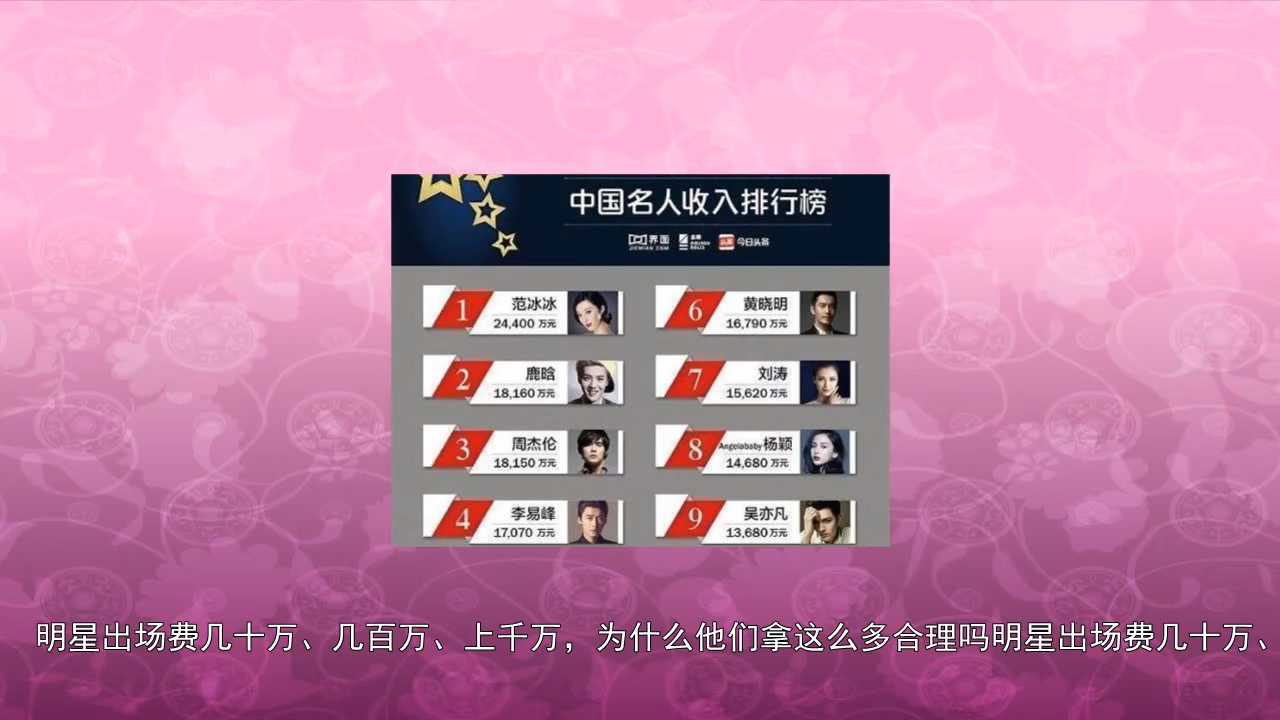 中国名人收入排行榜
界面 JIEMIAN.COM 今日头条
1 范冰冰
24,400 万元
2 鹿晗
18,160 万元
3 周杰伦
18,150 万元
4 李易峰
17,070 万元
6 黄晓明
16,790 万元
7 刘涛
15,620 万元
8 Angelababy 杨颖
14,680 万元
9 吴亦凡
13,680 万元
明星出场费几十万、几百万、上千万，为什么他们拿这么多合理吗明星出场费几十万、